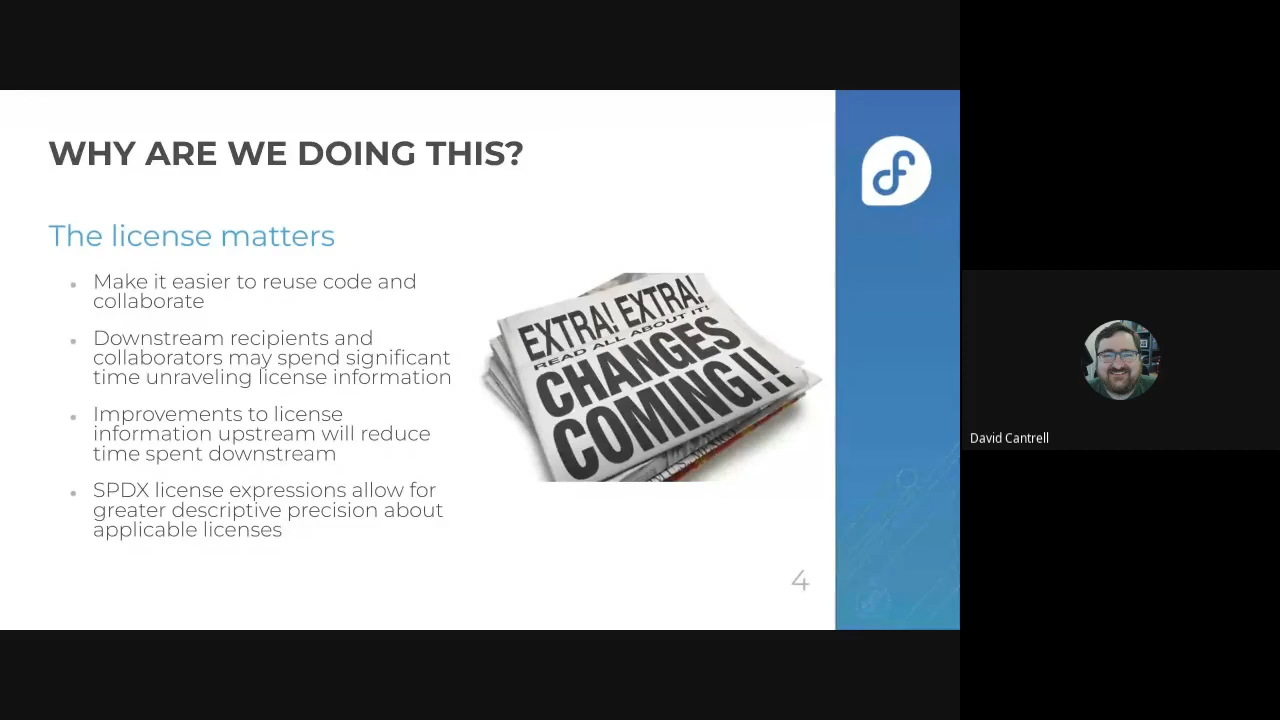 WHY ARE WE DOING THIS?
The license matters
Make it easier to reuse code and
collaborate
Downstream recipients and
collaborators may spend significant
time unraveling license information
Improvements to license
information upstream will reduce
time spent downstream
SPDX license expressions allow for
greater descriptive precision about
applicable licenses
EXTRA! EXTRA!
READ ALL ABOUT IT!
CHANGES
COMING!!
4
David Cantrell